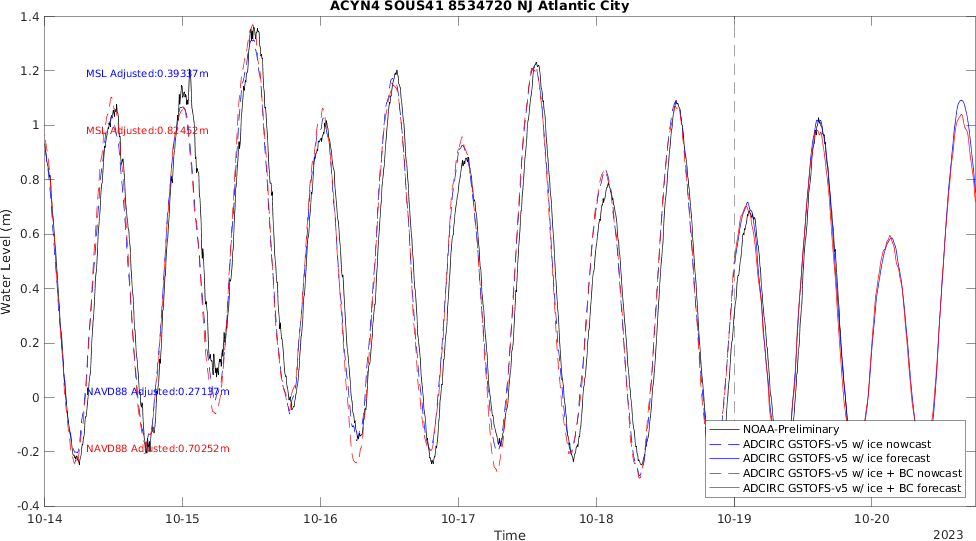 ACYN4 SOUS41 8534720 NJ Atlantic City
1.4
1.2
1
0.8
0.6
0.4
0.2
0
-0.2
-0.4
Water Level (m)
MSL Adjusted:0.39337m
MSL Adjusted:0.82452m
NAVD88 Adjusted:0.27137m
NAVD88 Adjusted:0.70252m
NOAA-Preliminary
ADCIRC GSTOFS-v5 w/ ice nowcast
ADCIRC GSTOFS-v5 w/ ice forecast
ADCIRC GSTOFS-v5 w/ ice + BC nowcast
ADCIRC GSTOFS-v5 w/ ice + BC forecast
10-14
10-15
10-16
10-17
10-18
10-19
10-20
Time
2023